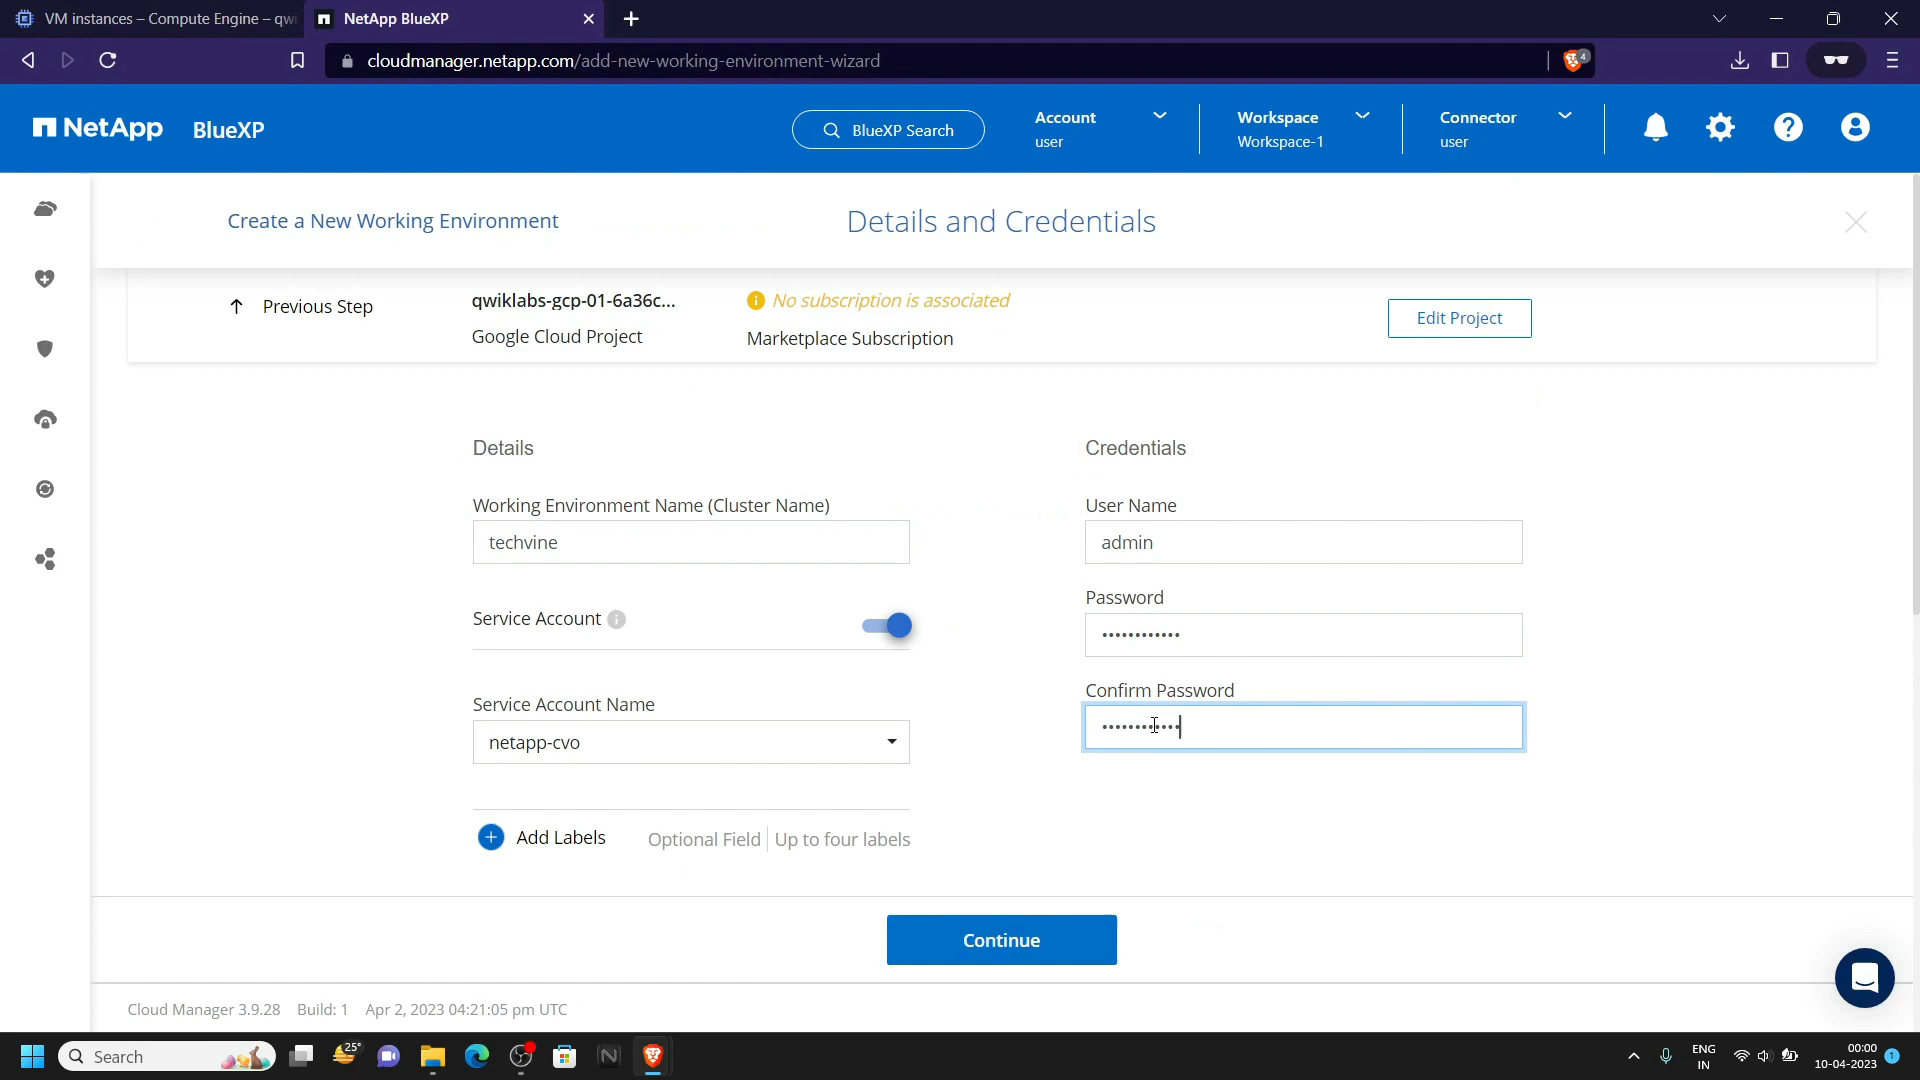 VM instances – Compute Engine – qwi
NetApp BlueXP
cloudmanager.netapp.com/add-new-working-environment-wizard
4
NetApp BlueXP
BlueXP Search
Account
user
Workspace
Workspace-1
Connector
user
Create a New Working Environment
Details and Credentials
Previous Step
qwiklabs-gcp-01-6a36c...
Google Cloud Project
No subscription is associated
Marketplace Subscription
Edit Project
Details
Credentials
Working Environment Name (Cluster Name)
techvine
User Name
admin
Service Account
Password
••••••••••••
Service Account Name
netapp-cvo
Confirm Password
••••••••••••
Add Labels
Optional Field | Up to four labels
Continue
Cloud Manager 3.9.28 Build: 1 Apr 2, 2023 04:21:05 pm UTC
Search
25°
ENG
IN
00:00
10-04-2023
1